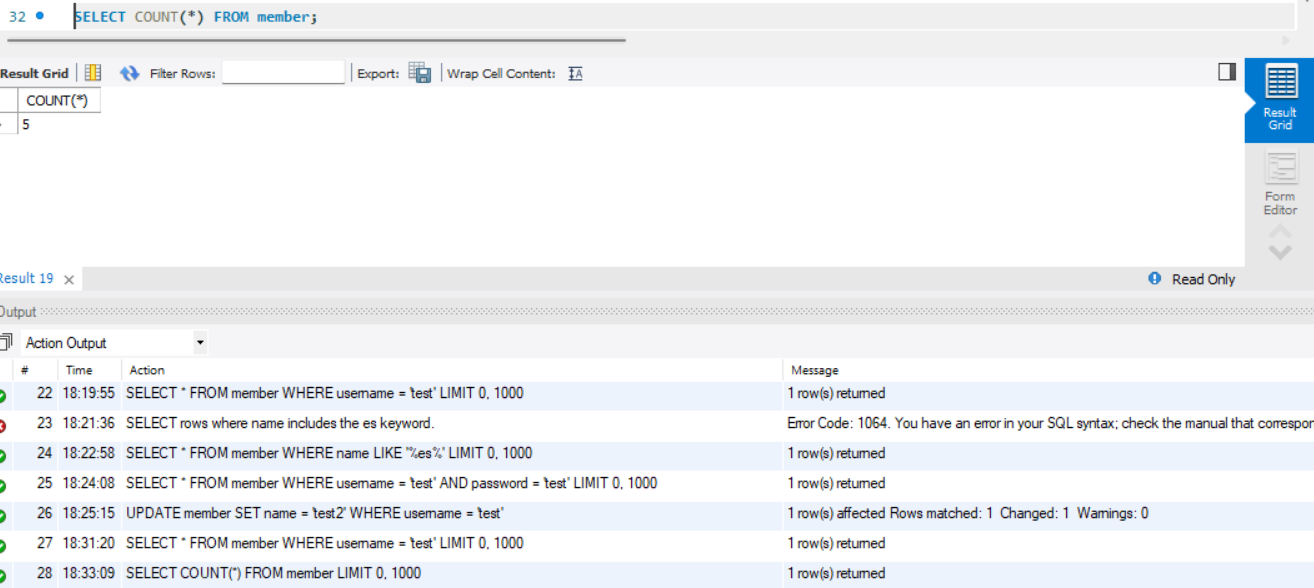 32 SELECT COUNT(*) FROM member;
Result Grid Filter Rows: Export: Wrap Cell Content: IA
COUNT(*)
5
Result
Grid
Form
Editor
Result 19 × Read Only
Output
Action Output
# Time Action Message
22 18:19:55 SELECT * FROM member WHERE username = 'test' LIMIT 0, 1000 1 row(s) returned
23 18:21:36 SELECT rows where name includes the es keyword. Error Code: 1064. You have an error in your SQL syntax; check the manual that correspon
24 18:22:58 SELECT * FROM member WHERE name LIKE '%es%' LIMIT 0, 1000 1 row(s) returned
25 18:24:08 SELECT * FROM member WHERE username = 'test' AND password = 'test' LIMIT 0, 1000 1 row(s) returned
26 18:25:15 UPDATE member SET name = 'test2' WHERE username = 'test' 1 row(s) affected Rows matched: 1 Changed: 1 Warnings: 0
27 18:31:20 SELECT * FROM member WHERE username = 'test' LIMIT 0, 1000 1 row(s) returned
28 18:33:09 SELECT COUNT(*) FROM member LIMIT 0, 1000 1 row(s) returned